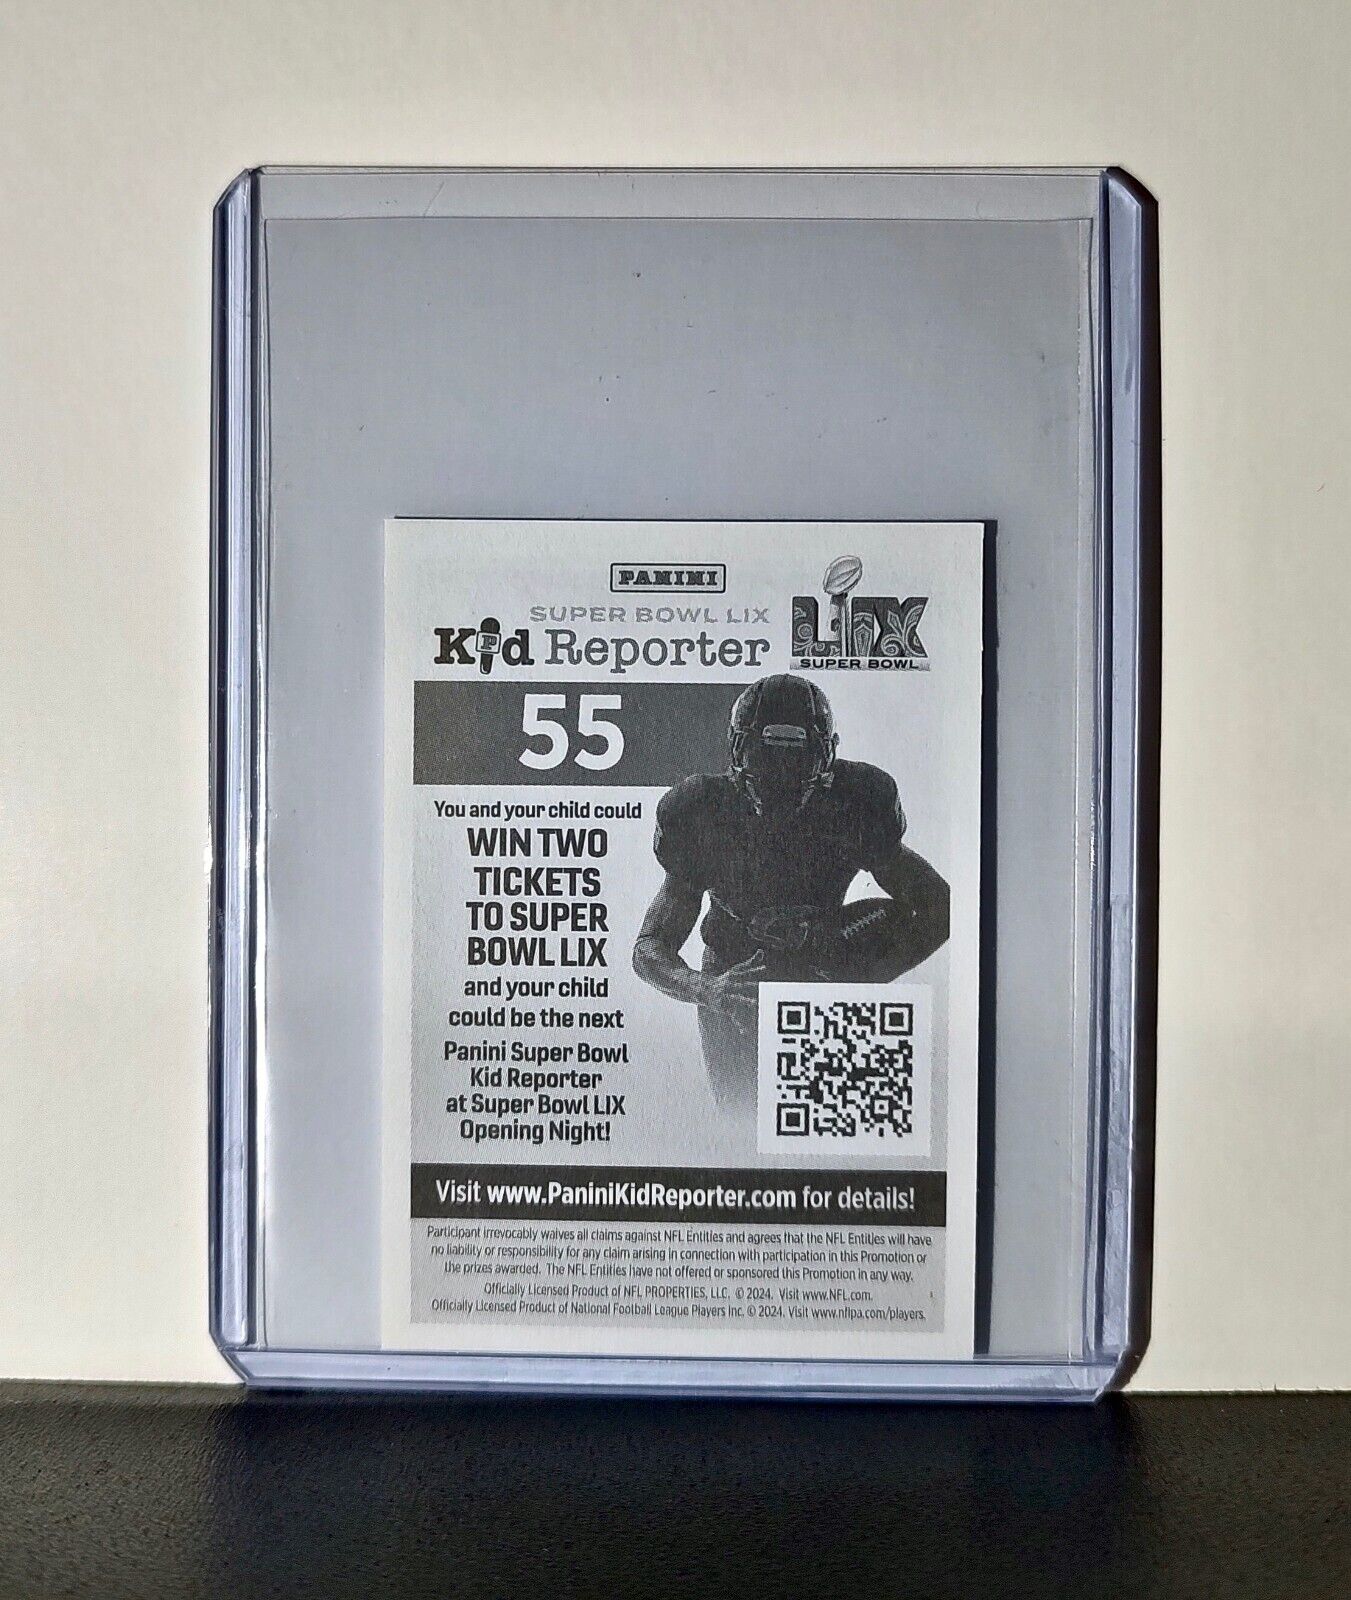 PANINI
SUPER BOWL LIX
Kid Reporter
LIX
SUPER BOWL
55
You and your child could
WIN TWO
TICKETS
TO SUPER
BOWL LIX
and your child
could be the next
Panini Super Bowl
Kid Reporter
at Super Bowl LIX
Opening Night!
Visit www.PaniniKidReporter.com for details!
Participant irrevocably waives all claims against NFL Entities and agrees that the NFL Entities will have
no liability or responsibility for any claim arising in connection with participation in this Promotion or
the prizes awarded. The NFL Entities have not offered or sponsored this Promotion in any way.
Officially Licensed Product of NFL PROPERTIES, LLC. © 2024. Visit www.NFL.com.
Officially Licensed Product of National Football League Players Inc. © 2024. Visit www.nflpa.com/players.